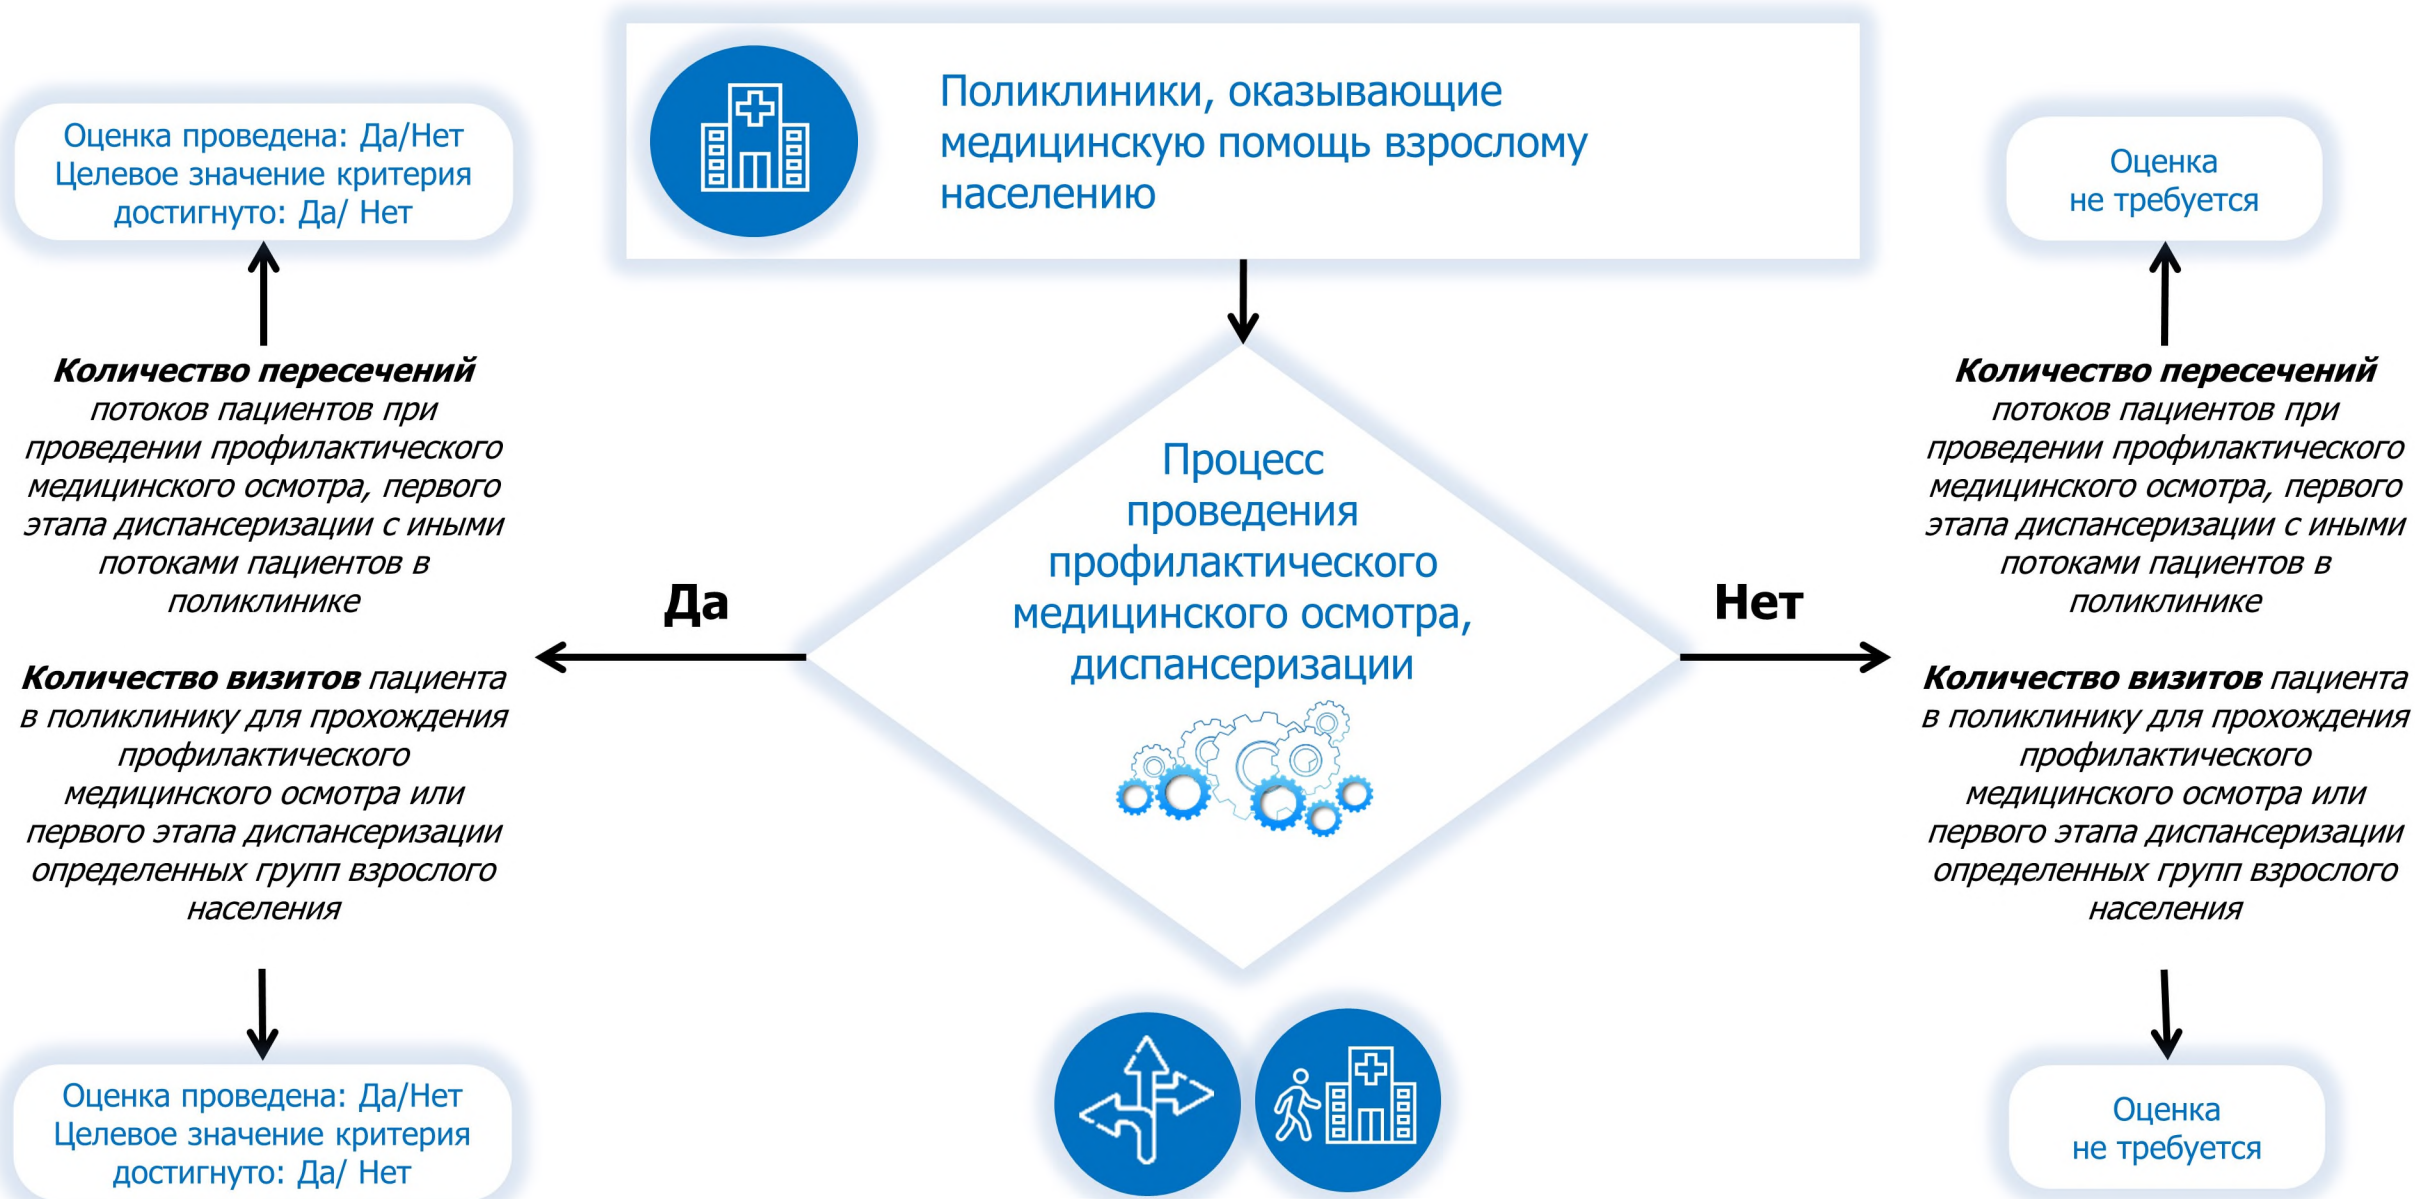 Поликлиники, оказывающие
медицинскую помощь взрослому
населению
Оценка проведена: Да/Нет
Целевое значение критерия
достигнуто: Да/ Нет
Оценка
не требуется
Количество пересечений
потоков пациентов при
проведении профилактического
медицинского осмотра, первого
этапа диспансеризации с иными
потоками пациентов в
поликлинике
Количество визитов пациента
в поликлинику для прохождения
профилактического
медицинского осмотра или
первого этапа диспансеризации
определенных групп взрослого
населения
Да
Процесс
проведения
профилактического
медицинского осмотра,
диспансеризации
Нет
Количество пересечений
потоков пациентов при
проведении профилактического
медицинского осмотра, первого
этапа диспансеризации с иными
потоками пациентов в
поликлинике
Количество визитов пациента
в поликлинику для прохождения
профилактического
медицинского осмотра или
первого этапа диспансеризации
определенных групп взрослого
населения
Оценка проведена: Да/Нет
Целевое значение критерия
достигнуто: Да/ Нет
Оценка
не требуется